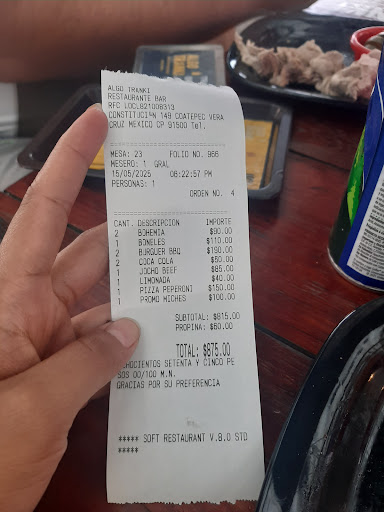 ALGO TRANKI
RESTAURANTE BAR
RFC LOCL821008313
CONSTITUCIºN 149 COATEPEC VERA
CRUZ MEXICO CP 91500 Tel.
MESA: 23 FOLIO NO. 966
MESERO: 1 GRAL
15/05/2025 06:22:57 PM
PERSONAS: 1
ORDEN NO. 4
CANT. DESCRIPCION IMPORTE
2 BOHEMIA $90.00
1 BONELES $110.00
2 BURGUER BBQ $190.00
2 COCA COLA $50.00
1 JOCHO BEEF $85.00
1 LIMONADA $40.00
1 PIZZA PEPERONI $150.00
1 PROMO MICHES $100.00
SUBTOTAL: $815.00
PROPINA: $60.00
TOTAL: $875.00
OCHOCIENTOS SETENTA Y CINCO PE
SOS 00/100 M.N.
GRACIAS POR SU PREFERENCIA
***** SOFT RESTAURANT V.8.0 STD
*****